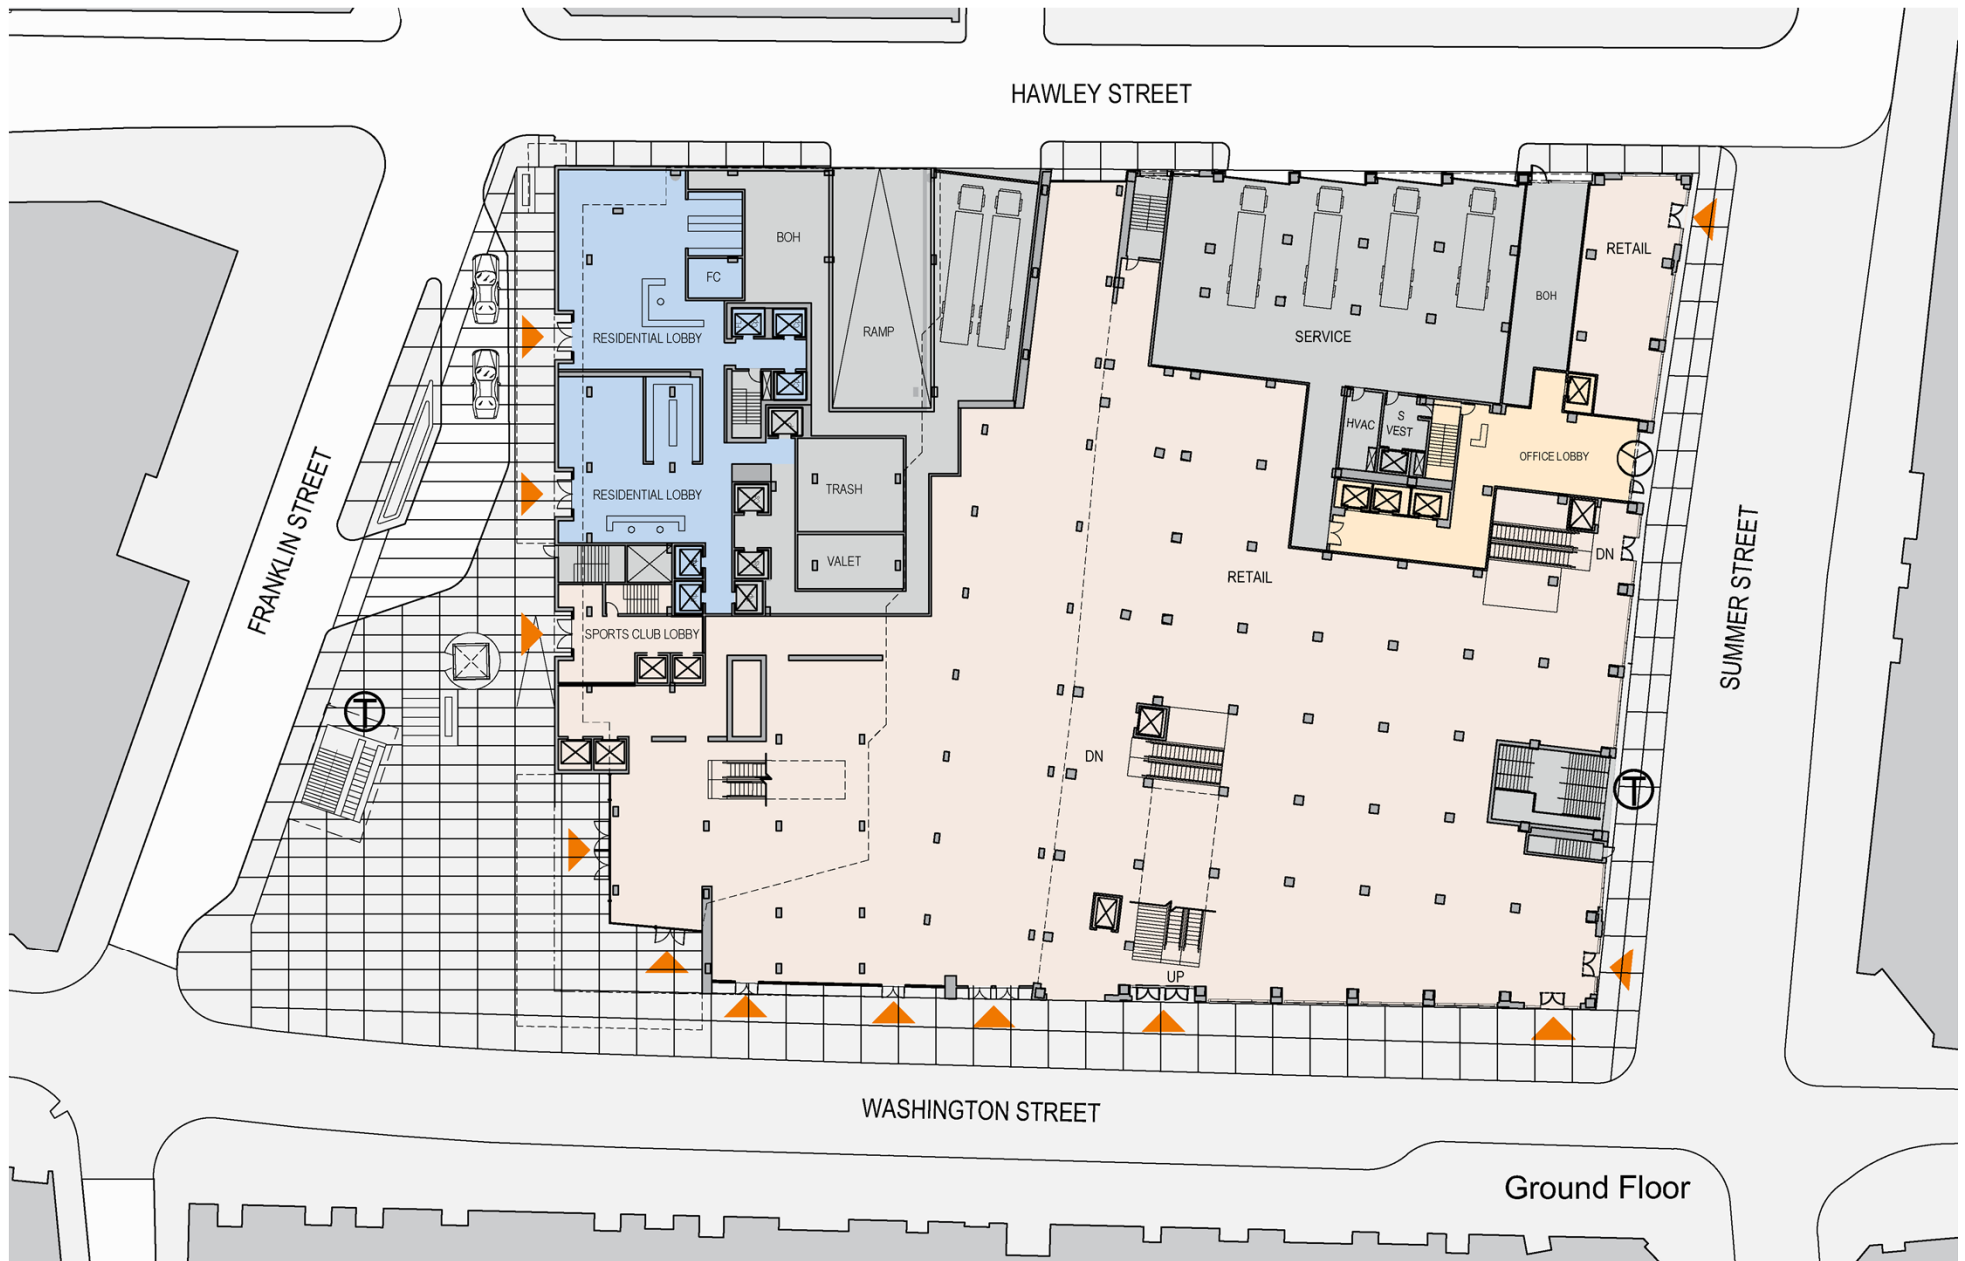 HAWLEY STREET
BOH
RETAIL
FC
BOH
RAMP
SERVICE
RESIDENTIAL LOBBY
HVAC
S
VEST
OFFICE LOBBY
TRASH
RESIDENTIAL LOBBY
FRANKLIN STREET
SUMMER STREET
DN
VALET
RETAIL
SPORTS CLUB LOBBY
T
DN
T
UP
WASHINGTON STREET
Ground Floor